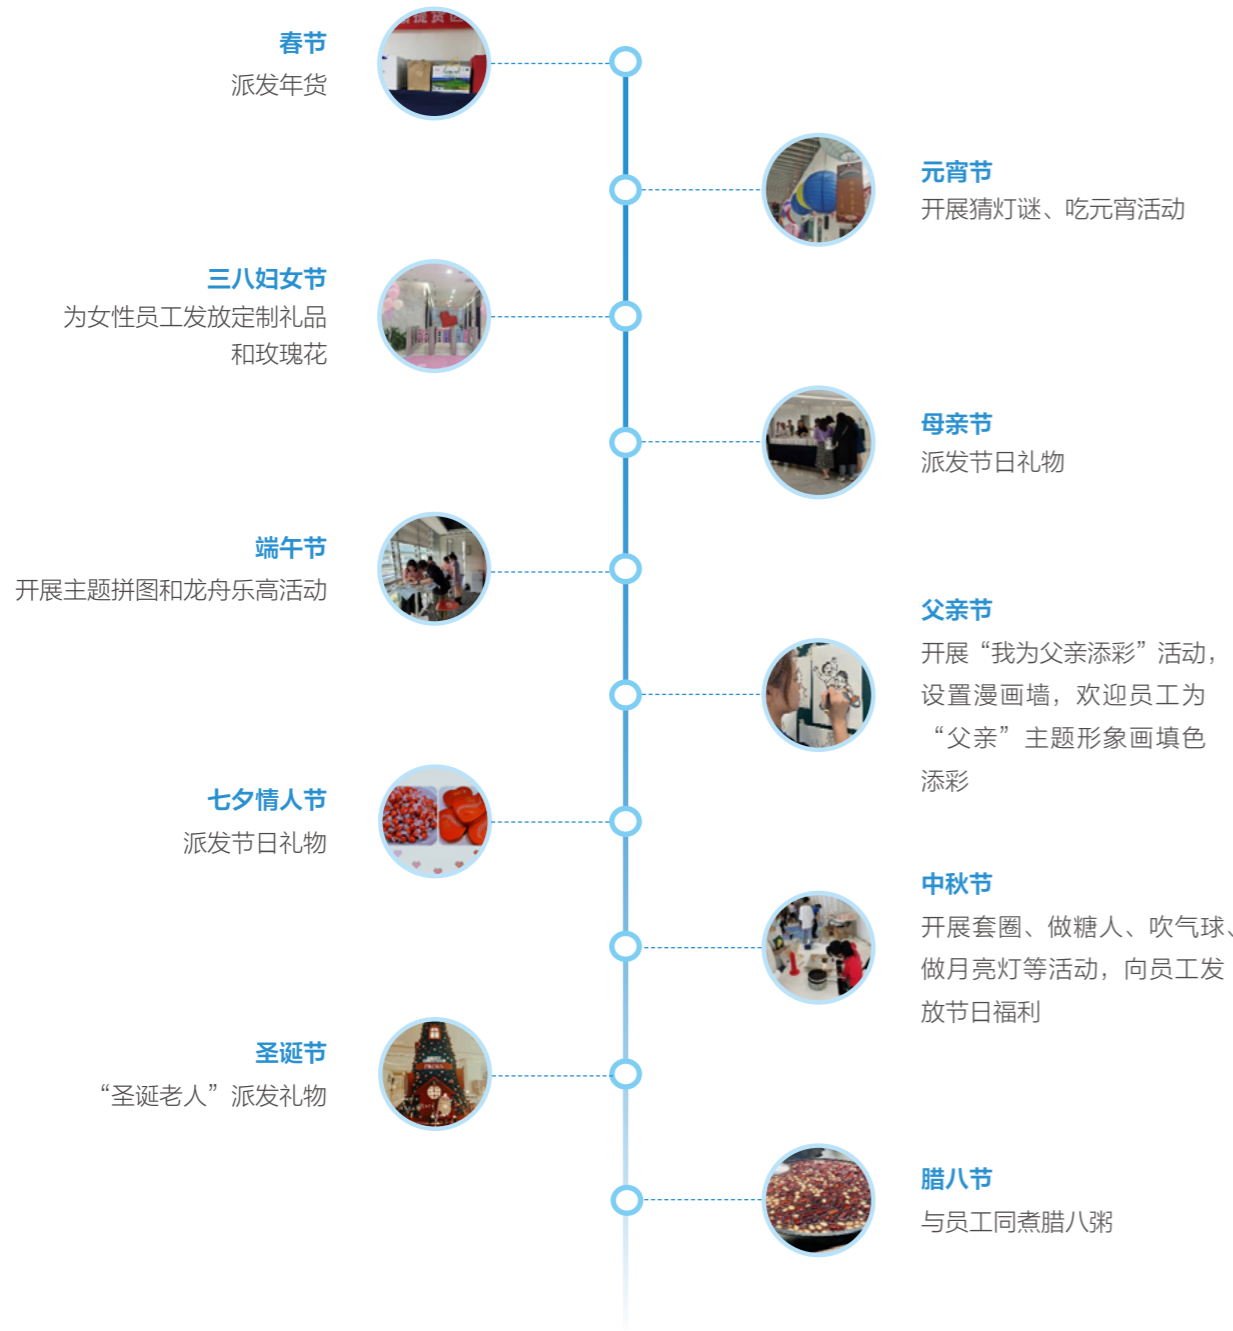 春节
派发年货
元宵节
开展猜灯谜、吃元宵活动
三八妇女节
为女性员工发放定制礼品
和玫瑰花
母亲节
派发节日礼物
端午节
开展主题拼图和龙舟乐高活动
父亲节
开展“我为父亲添彩”活动，
设置漫画墙，欢迎员工为
“父亲”主题形象画填色
添彩
七夕情人节
派发节日礼物
中秋节
开展套圈、做糖人、吹气球、
做月亮灯等活动，向员工发
放节日福利
圣诞节
“圣诞老人”派发礼物
腊八节
与员工同煮腊八粥